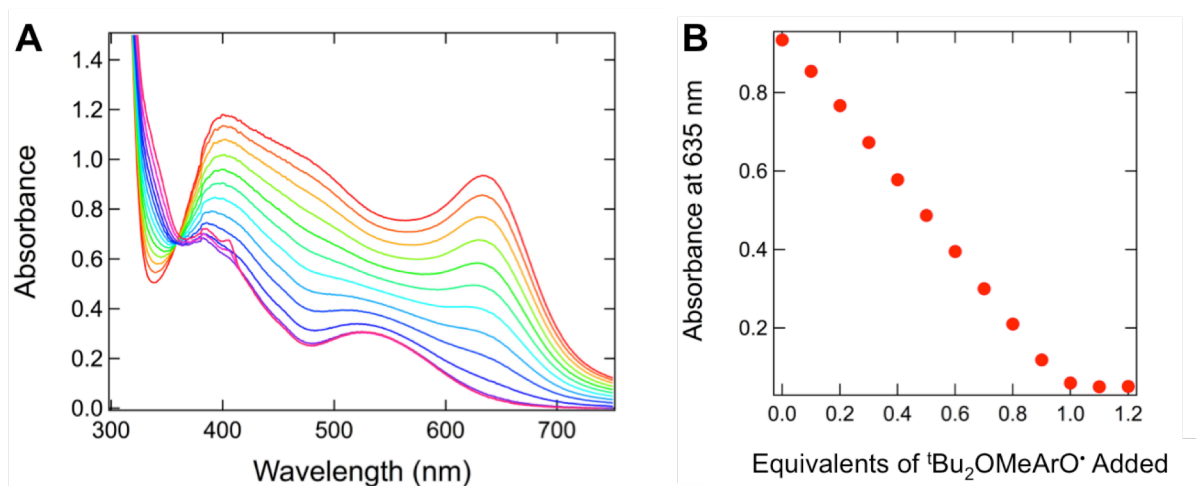 A
Absorbance
1.4
1.2
1.0
0.8
0.6
0.4
0.2
0.0
300 400 500 600 700
Wavelength (nm)
B
Absorbance at 635 nm
0.8
0.6
0.4
0.2
0.0 0.2 0.4 0.6 0.8 1.0 1.2
Equivalents of ᵗBu₂OMeArO• Added